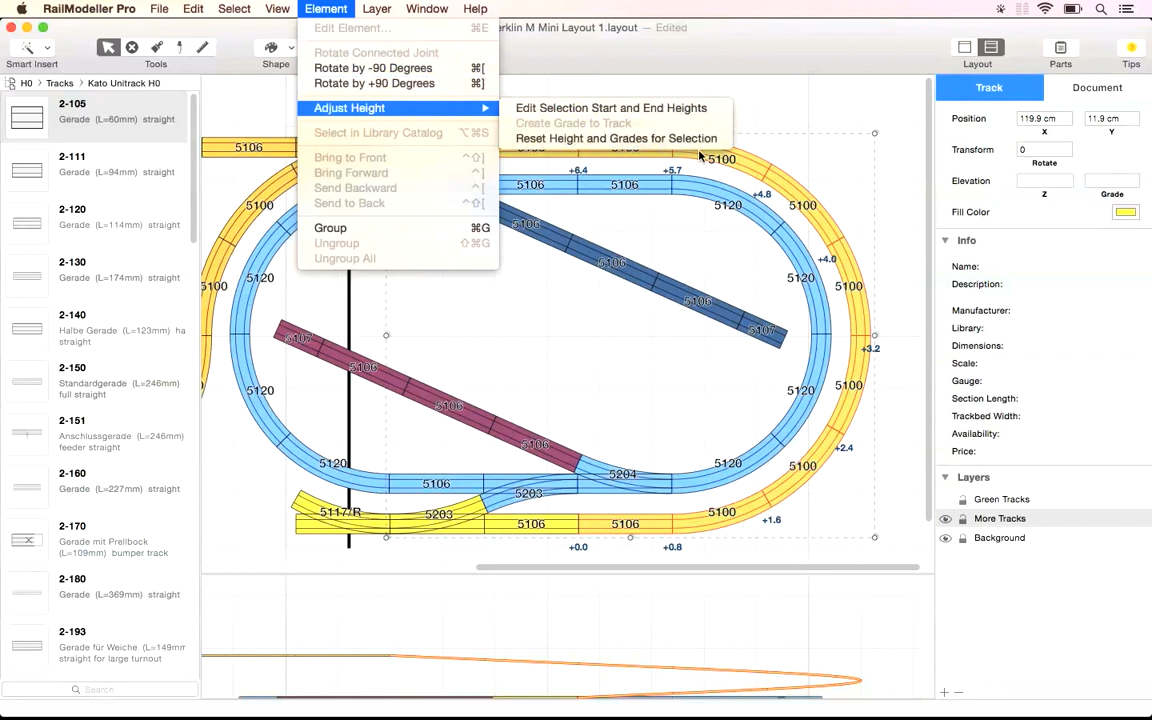 RailModeller Pro File Edit Select View Element Layer Window Help
erklin M Mini Layout 1.layout — Edited
Smart Insert
Tools
Shape
Layout
Parts
Tips
H0 Tracks Kato Unitrack H0
2-105
Gerade (L=60mm) straight
2-111
Gerade (L=94mm) straight
2-120
Gerade (L=114mm) straight
2-130
Gerade (L=174mm) straight
2-140
Halbe Gerade (L=123mm) ha
straight
2-150
Standardgerade (L=246mm)
full straight
2-151
Anschlussgerade (L=246mm)
feeder straight
2-160
Gerade (L=227mm) straight
2-170
Gerade mit Prellbock
(L=109mm) bumper track
2-180
Gerade (L=369mm) straight
2-193
Gerade für Weiche (L=149mm
straight for large turnout
Search
Edit Element… ⌘E
Rotate Connected Joint
Rotate by -90 Degrees ⌘[
Rotate by +90 Degrees ⌘]
Adjust Height
Select in Library Catalog ⌥⌘S
Bring to Front ^⇧]
Bring Forward ^]
Send Backward ^[
Send to Back ^⇧[
Group ⌘G
Ungroup ⇧⌘G
Ungroup All
Edit Selection Start and End Heights
Create Grade to Track
Reset Height and Grades for Selection
5106
5100
+6.4
+5.7
5106
5106
+4.8
5100
5120
5100
5120
5106
5106
+4.0
5120
5120
5100
5100
5106
5107
5107
+3.2
5106
5100
5120
5106
5120
5106
+2.4
5120
5120
5100
5204
5106
5203
5117/R
5203
5100
+1.6
5106
5106
+0.0
+0.8
Track
Document
Position
119.9 cm
11.9 cm
X
Y
Transform
0
Rotate
Elevation
Z
Grade
Fill Color
Info
Name:
Description:
Manufacturer:
Library:
Dimensions:
Scale:
Gauge:
Section Length:
Trackbed Width:
Availability:
Price:
Layers
Green Tracks
More Tracks
Background